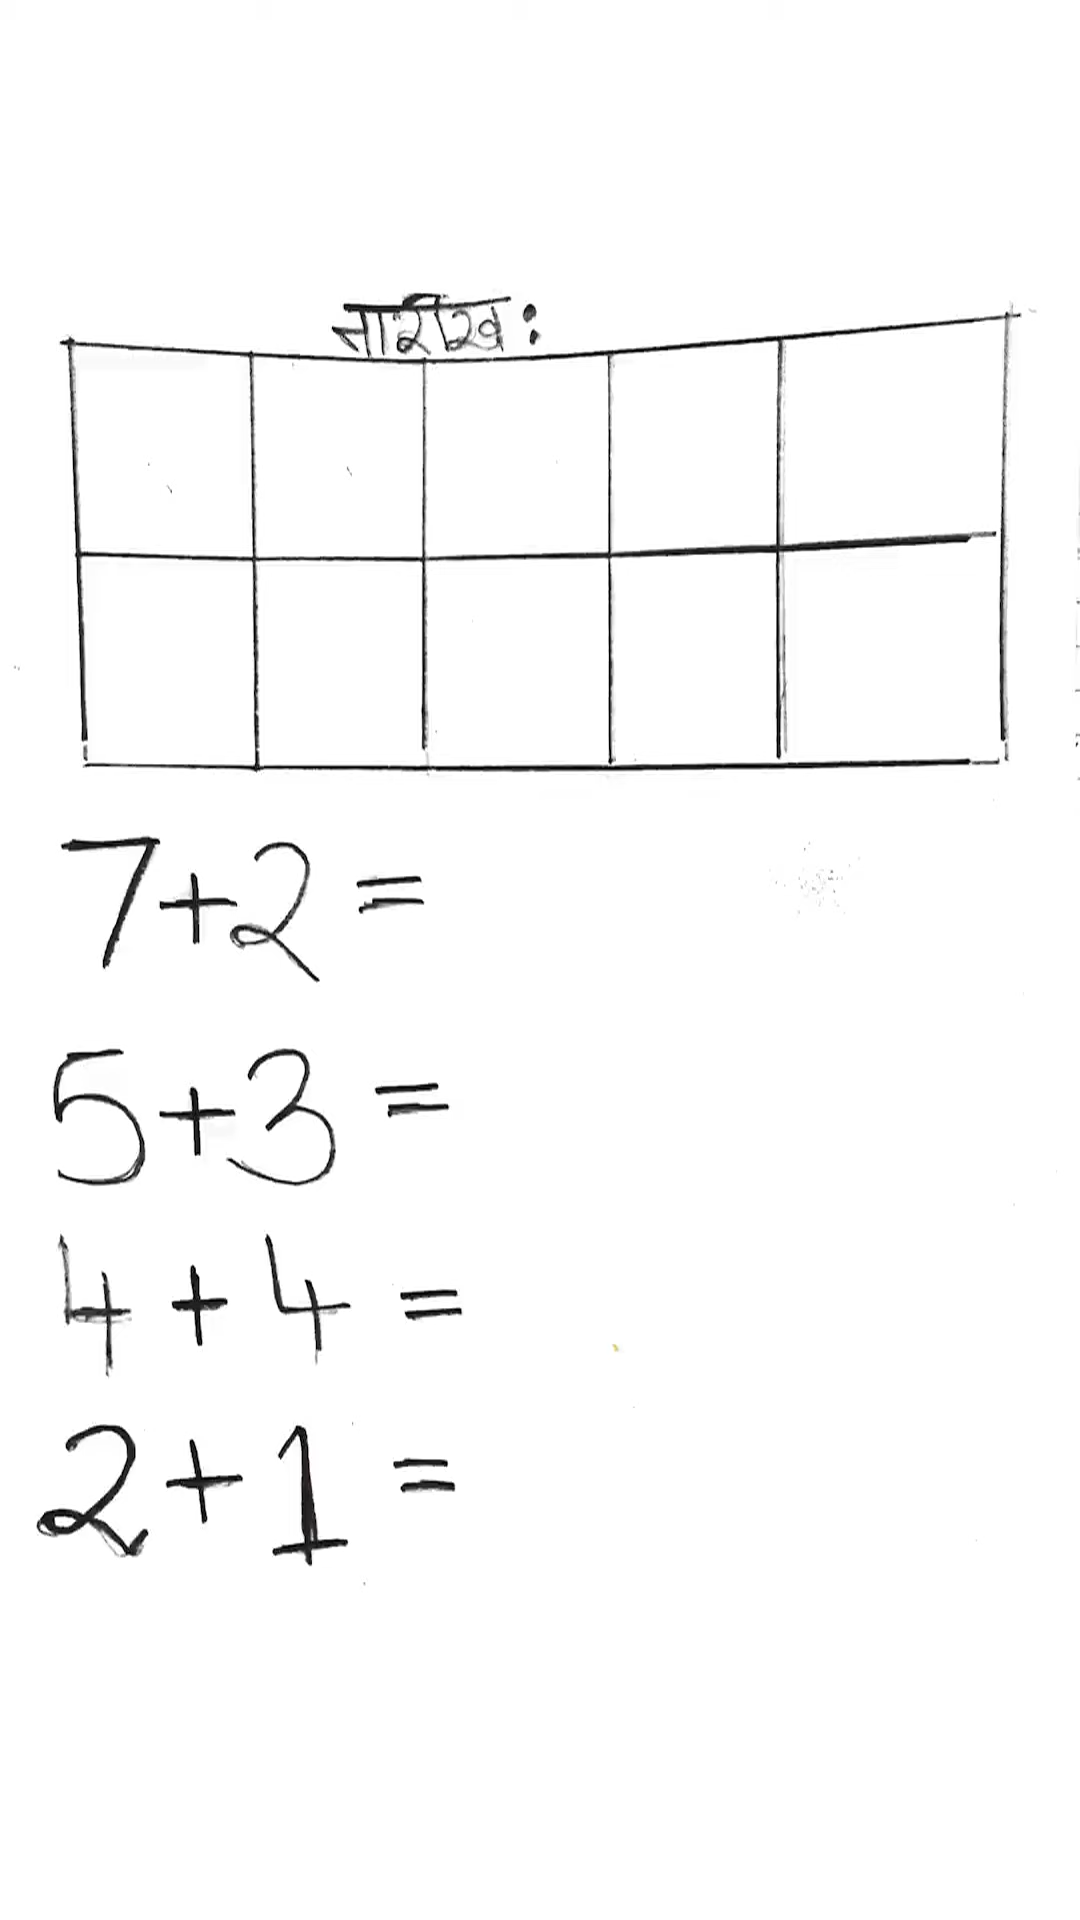 तारीख :
7+2=
5+3=
4+4=
2+1=